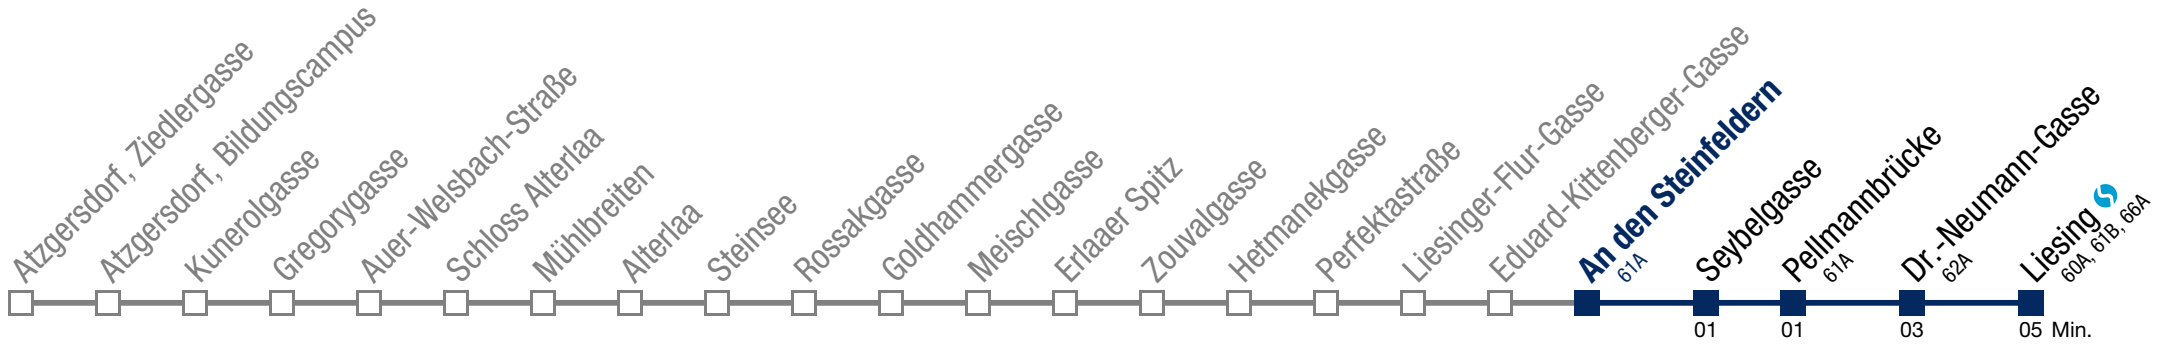 Atzgersdorf, Ziedlergasse
Atzgersdorf, Bildungscampus
Kunerolgasse
Gregorygasse
Auer-Welsbach-Straße
Schloss Alterlaa
Mühlbreiten
Alterlaa
Steinsee
Rossakgasse
Goldhammergasse
Meischlgasse
Erlaaer Spitz
Zouvalgasse
Hetmanekgasse
Perfektastraße
Liesinger-Flur-Gasse
Eduard-Kittenberger-Gasse
An den Steinfeldern
61A
Seybelgasse
Pellmannbrücke
61A
Dr.-Neumann-Gasse
62A
Liesing
60A, 61B, 66A
01
01
03
05 Min.